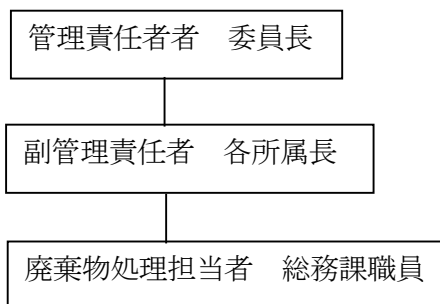 管理責任者者　委員長
副管理責任者　各所属長
廃棄物処理担当者　総務課職員